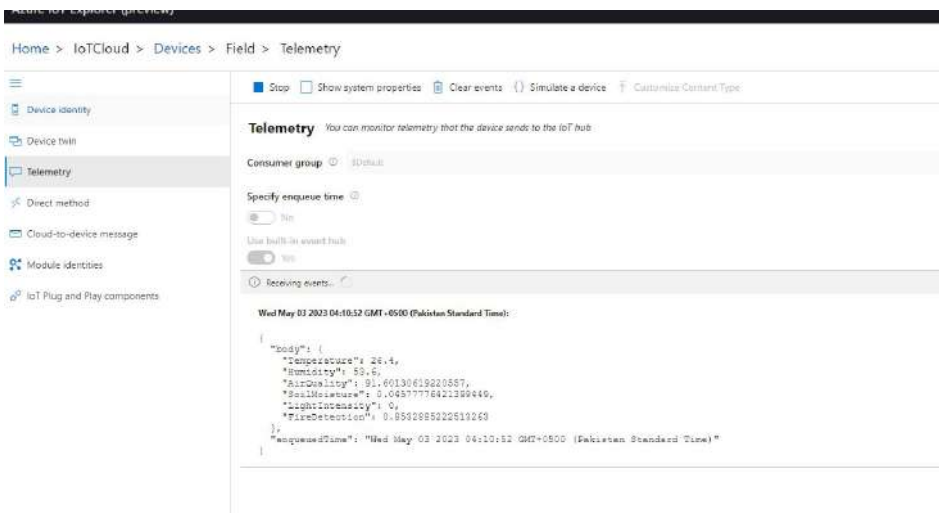 Azure IoT Explorer (preview)
Home > IoTCloud > Devices > Field > Telemetry
Stop Show system properties Clear events {} Simulate a device Customize Content Type
Device identity
Device twin
Telemetry
Direct method
Cloud-to-device message
Module identities
IoT Plug and Play components
Telemetry You can monitor telemetry that the device sends to the IoT hub
Consumer group $Default
Specify enqueue time
No
Use built-in event hub
Yes
Receiving events...
Wed May 03 2023 04:10:52 GMT+0500 (Pakistan Standard Time):
{
"body": {
"Temperature": 26.4,
"Humidity": 53.6,
"AirQuality": 91.60130619220557,
"SoilMoisture":
"LightIntensity": 0,
"FireDetection":
},
"enqueuedTime": "Wed May 03 2023 04:10:52 GMT+0500 (Pakistan Standard Time)"
}